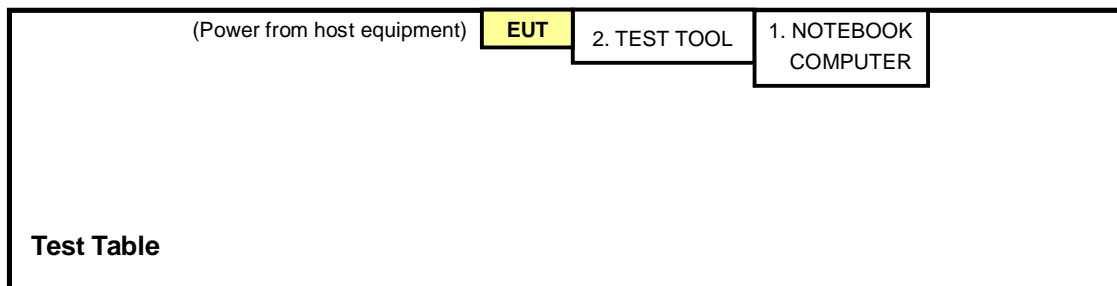 (Power from host equipment)
EUT
2. TEST TOOL
1. NOTEBOOK
COMPUTER
Test Table